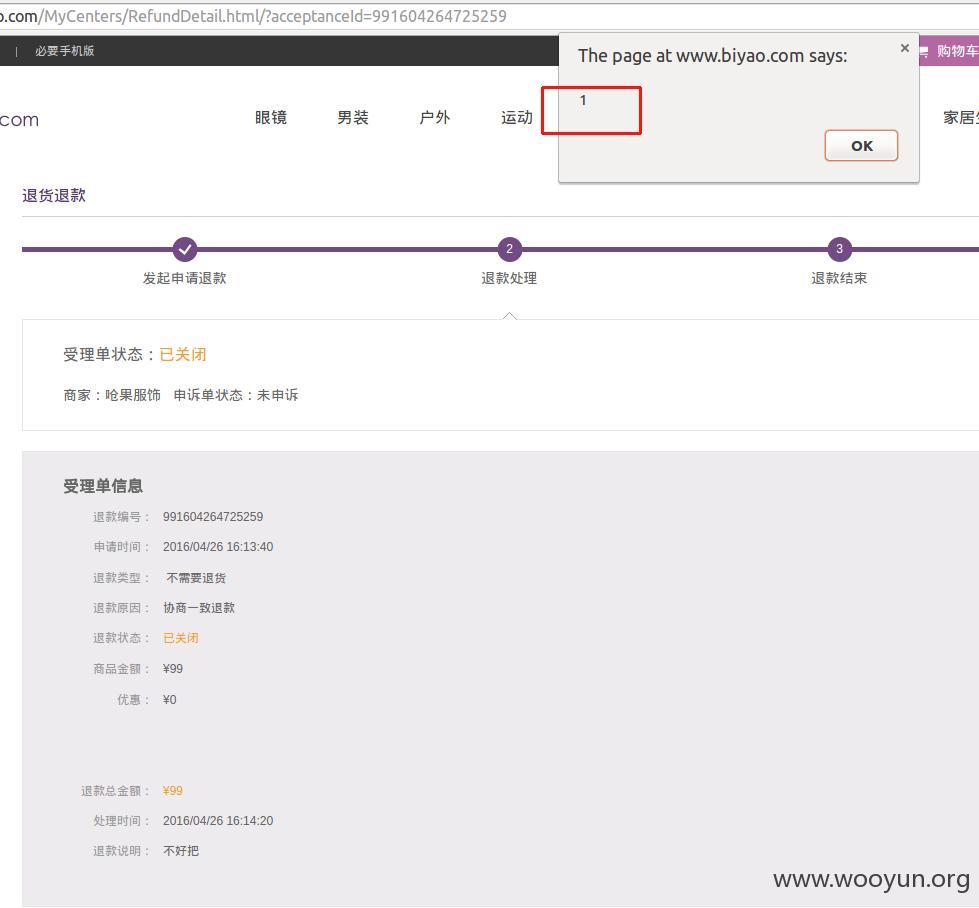 o.com/MyCenters/RefundDetail.html/?acceptanceId=991604264725259
| 必要手机版
The page at www.biyao.com says:
×
购物车
1
OK
com
眼镜 男装 户外 运动
家居生
退货退款
2
3
发起申请退款 退款处理 退款结束
受理单状态：已关闭
商家：呛果服饰 申诉单状态：未申诉
受理单信息
退款编号： 991604264725259
申请时间： 2016/04/26 16:13:40
退款类型： 不需要退货
退款原因： 协商一致退款
退款状态： 已关闭
商品金额： ¥99
优惠： ¥0
退款总金额： ¥99
处理时间： 2016/04/26 16:14:20
退款说明： 不好把
www.wooyun.org